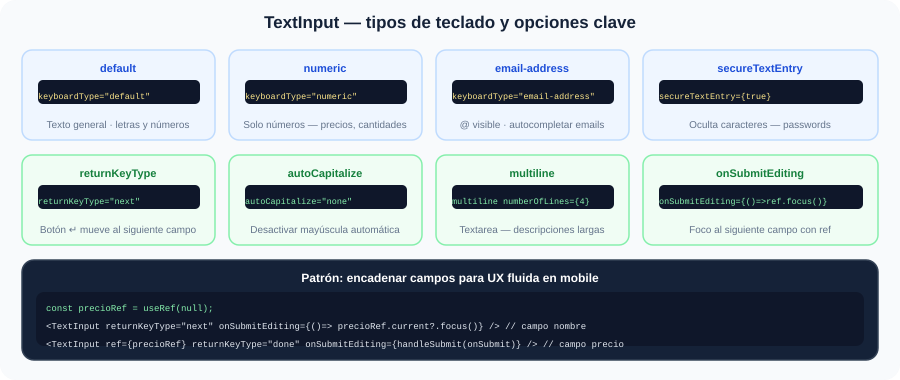 TextInput — tipos de teclado y opciones clave
default
keyboardType="default"
Texto general · letras y números
numeric
keyboardType="numeric"
Solo números — precios, cantidades
email-address
keyboardType="email-address"
@ visible · autocompletar emails
secureTextEntry
secureTextEntry={true}
Oculta caracteres — passwords
returnKeyType
returnKeyType="next"
Botón ↵ mueve al siguiente campo
autoCapitalize
autoCapitalize="none"
Desactivar mayúscula automática
multiline
multiline numberOfLines={4}
Textarea — descripciones largas
onSubmitEditing
onSubmitEditing={()=>ref.focus()}
Foco al siguiente campo con ref
Patrón: encadenar campos para UX fluida en mobile
const precioRef = useRef(null);
<TextInput returnKeyType="next" onSubmitEditing={()=> precioRef.current?.focus()} /> // campo nombre
<TextInput ref={precioRef} returnKeyType="done" onSubmitEditing={handleSubmit(onSubmit)} /> // campo precio